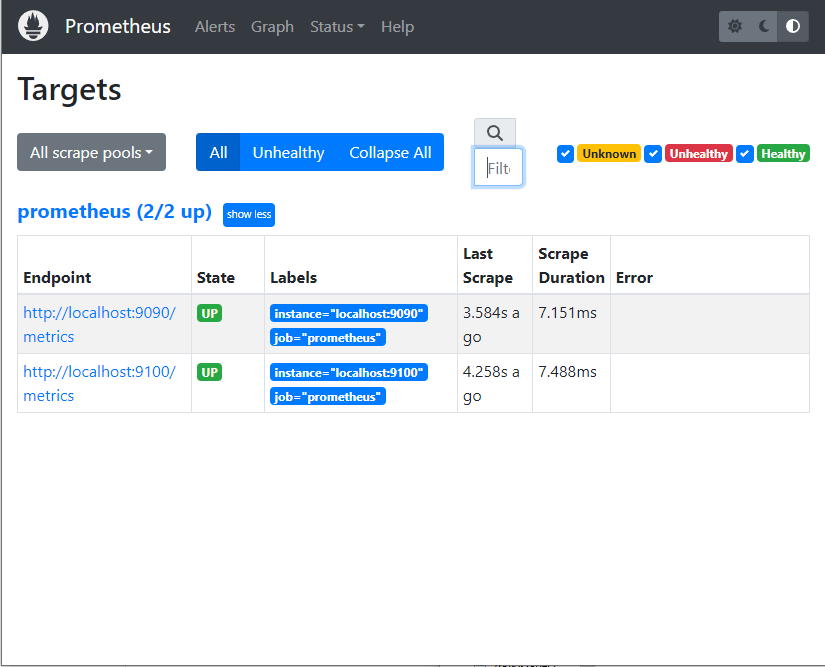 Prometheus Alerts Graph Status Help
Targets
All scrape pools
All Unhealthy Collapse All
Filt
Unknown Unhealthy Healthy
prometheus (2/2 up) show less
Endpoint State Labels Last Scrape Scrape Duration Error
http://localhost:9090/metrics UP instance="localhost:9090" job="prometheus" 3.584s ago 7.151ms
http://localhost:9100/metrics UP instance="localhost:9100" job="prometheus" 4.258s ago 7.488ms